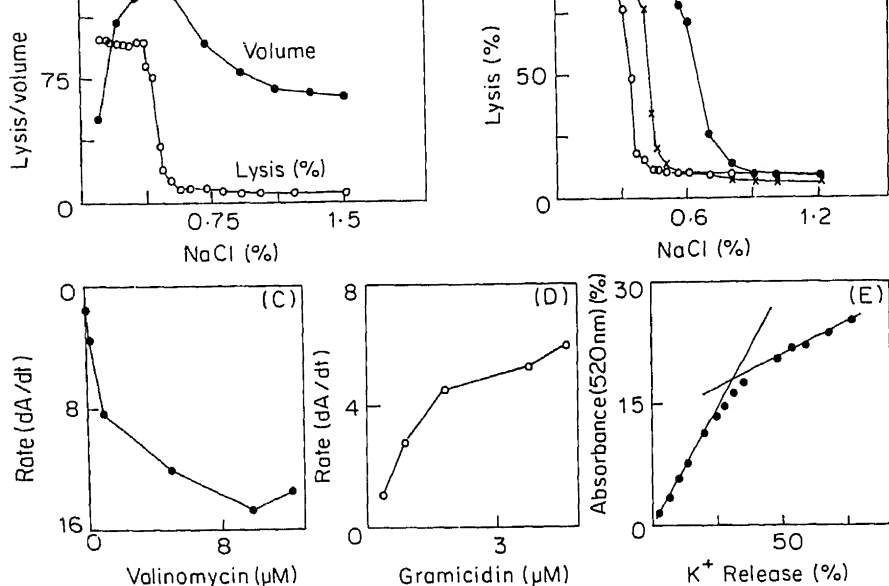 Lysis/volume
75
0
Volume
Lysis (%)
0.75
1.5
NaCl (%)
Lysis (%)
50
0
0.6
1.2
NaCl (%)
(C)
Rate (dA/dt)
0
8
16
0
8
Valinomycin (µM)
(D)
Rate (dA/dt)
8
4
0
3
Gramicidin (µM)
(E)
Absorbance (520nm) (%)
30
15
0
50
K+ Release (%)